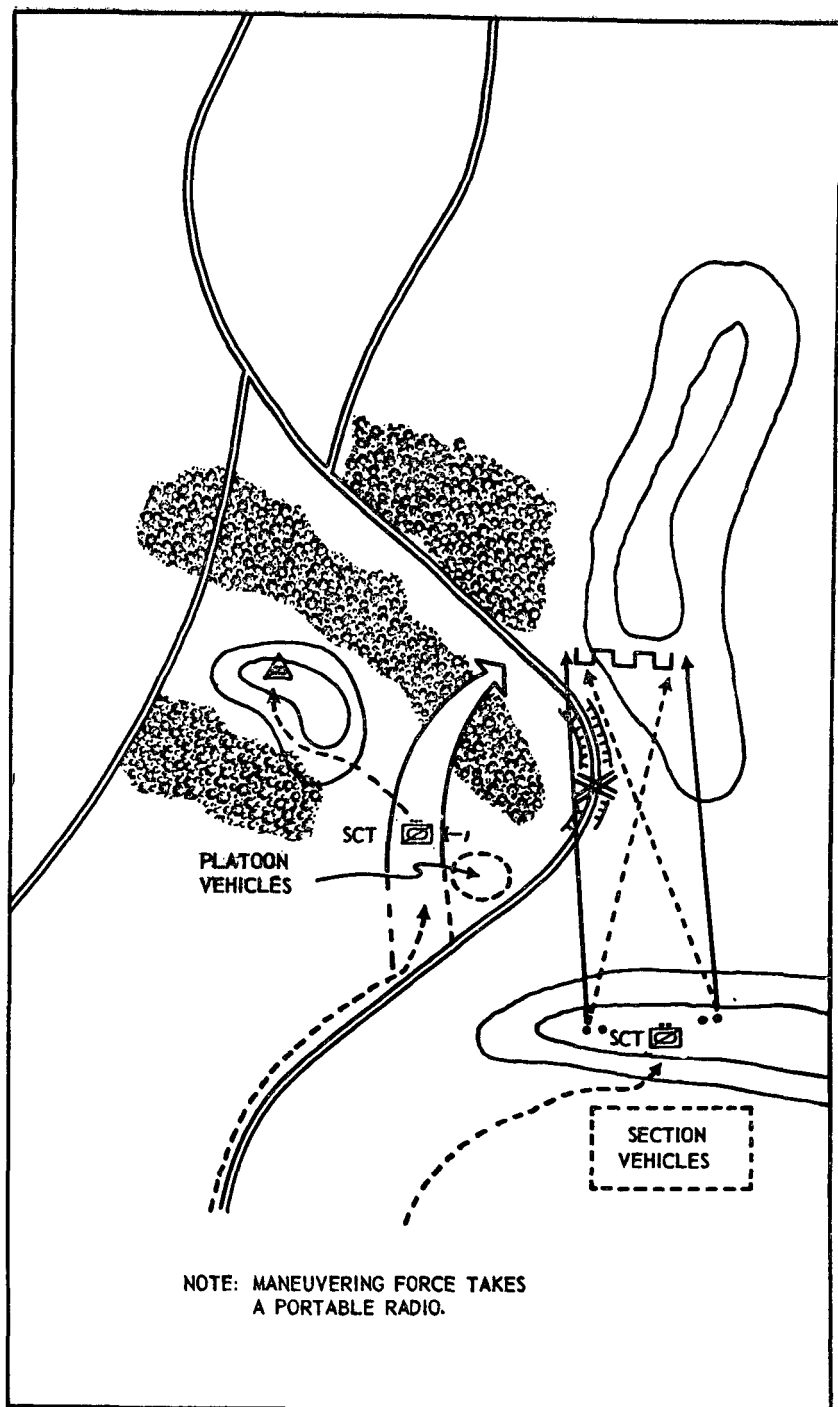 SCT
PLATOON
VEHICLES
SCT
SECTION
VEHICLES
NOTE: MANEUVERING FORCE TAKES
A PORTABLE RADIO.